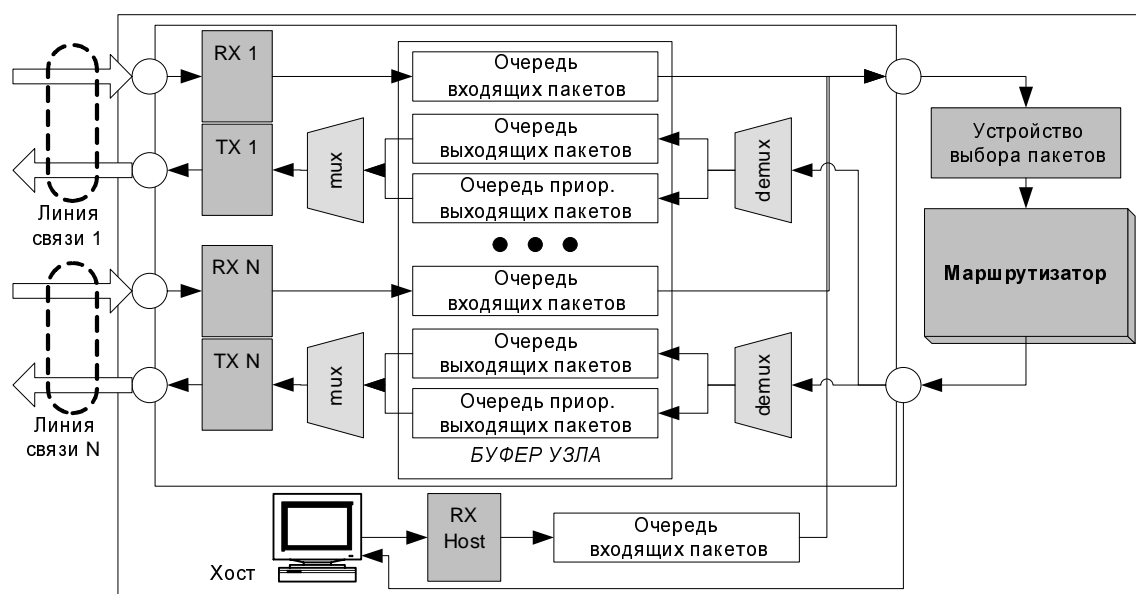 RX 1
Очередь
входящих пакетов
TX 1
mux
Очередь
выходящих пакетов
Очередь приор.
выходящих пакетов
demux
Устройство
выбора пакетов
Маршрутизатор
Линия
связи 1
RX N
Очередь
входящих пакетов
TX N
mux
Очередь
выходящих пакетов
Очередь приор.
выходящих пакетов
demux
Линия
связи N
БУФЕР УЗЛА
RX
Host
Очередь
входящих пакетов
Хост